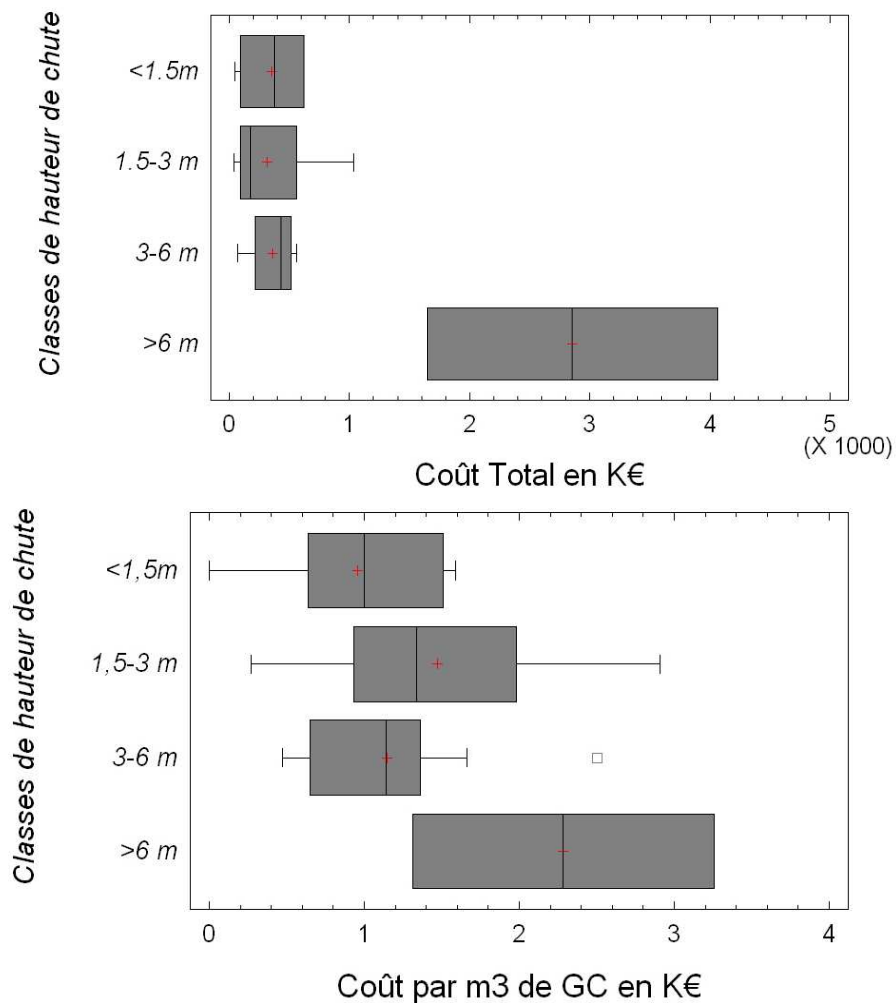 Classes de hauteur de chute
<1.5m
1.5-3 m
3-6 m
>6 m
0 1 2 3 4 5
(X 1000)
Coût Total en K€
Classes de hauteur de chute
<1,5m
1,5-3 m
3-6 m
>6 m
0 1 2 3 4
Coût par m3 de GC en K€